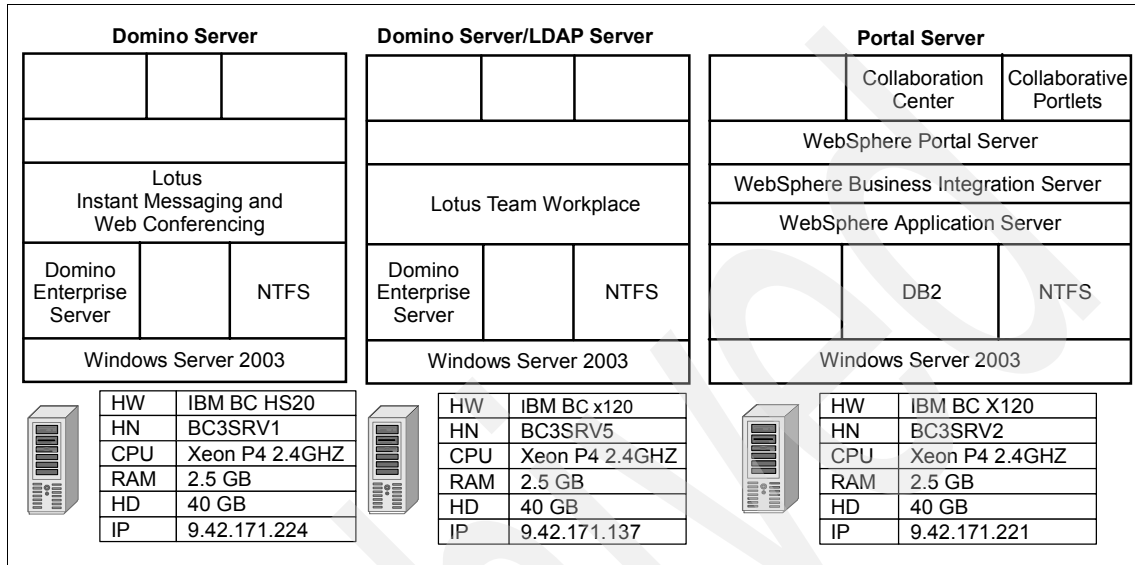 Domino Server
Lotus
Instant Messaging and
Web Conferencing
Domino
Enterprise
Server
NTFS
Windows Server 2003
HW IBM BC HS20
HN BC3SRV1
CPU Xeon P4 2.4GHZ
RAM 2.5 GB
HD 40 GB
IP 9.42.171.224
Domino Server/LDAP Server
Lotus Team Workplace
Domino
Enterprise
Server
NTFS
Windows Server 2003
HW IBM BC x120
HN BC3SRV5
CPU Xeon P4 2.4GHZ
RAM 2.5 GB
HD 40 GB
IP 9.42.171.137
Portal Server
Collaboration
Center
Collaborative
Portlets
WebSphere Portal Server
WebSphere Business Integration Server
WebSphere Application Server
DB2
NTFS
Windows Server 2003
HW IBM BC X120
HN BC3SRV2
CPU Xeon P4 2.4GHZ
RAM 2.5 GB
HD 40 GB
IP 9.42.171.221